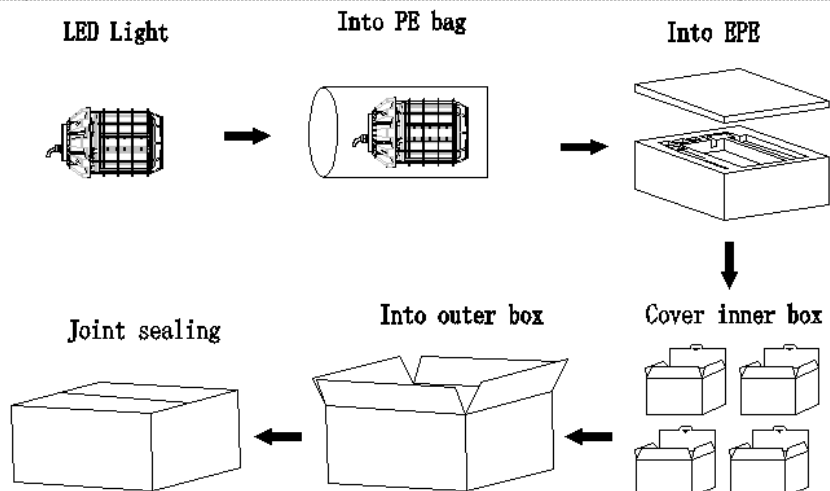 LED Light
Into PE bag
Into EPE
Cover inner box
Into outer box
Joint sealing